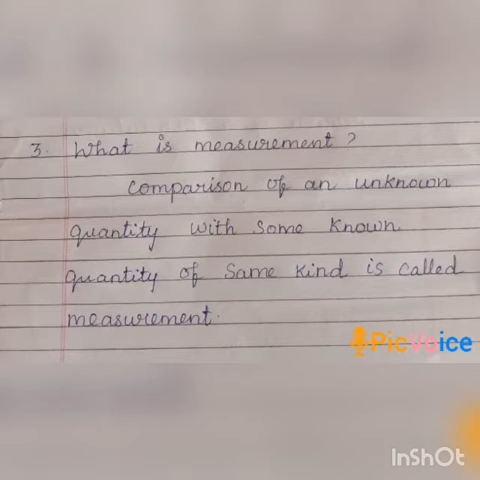 3. What is measurement?
Comparison of an unknown
quantity with some known
quantity of same kind is called
measurement.
PicVoice
InShOt